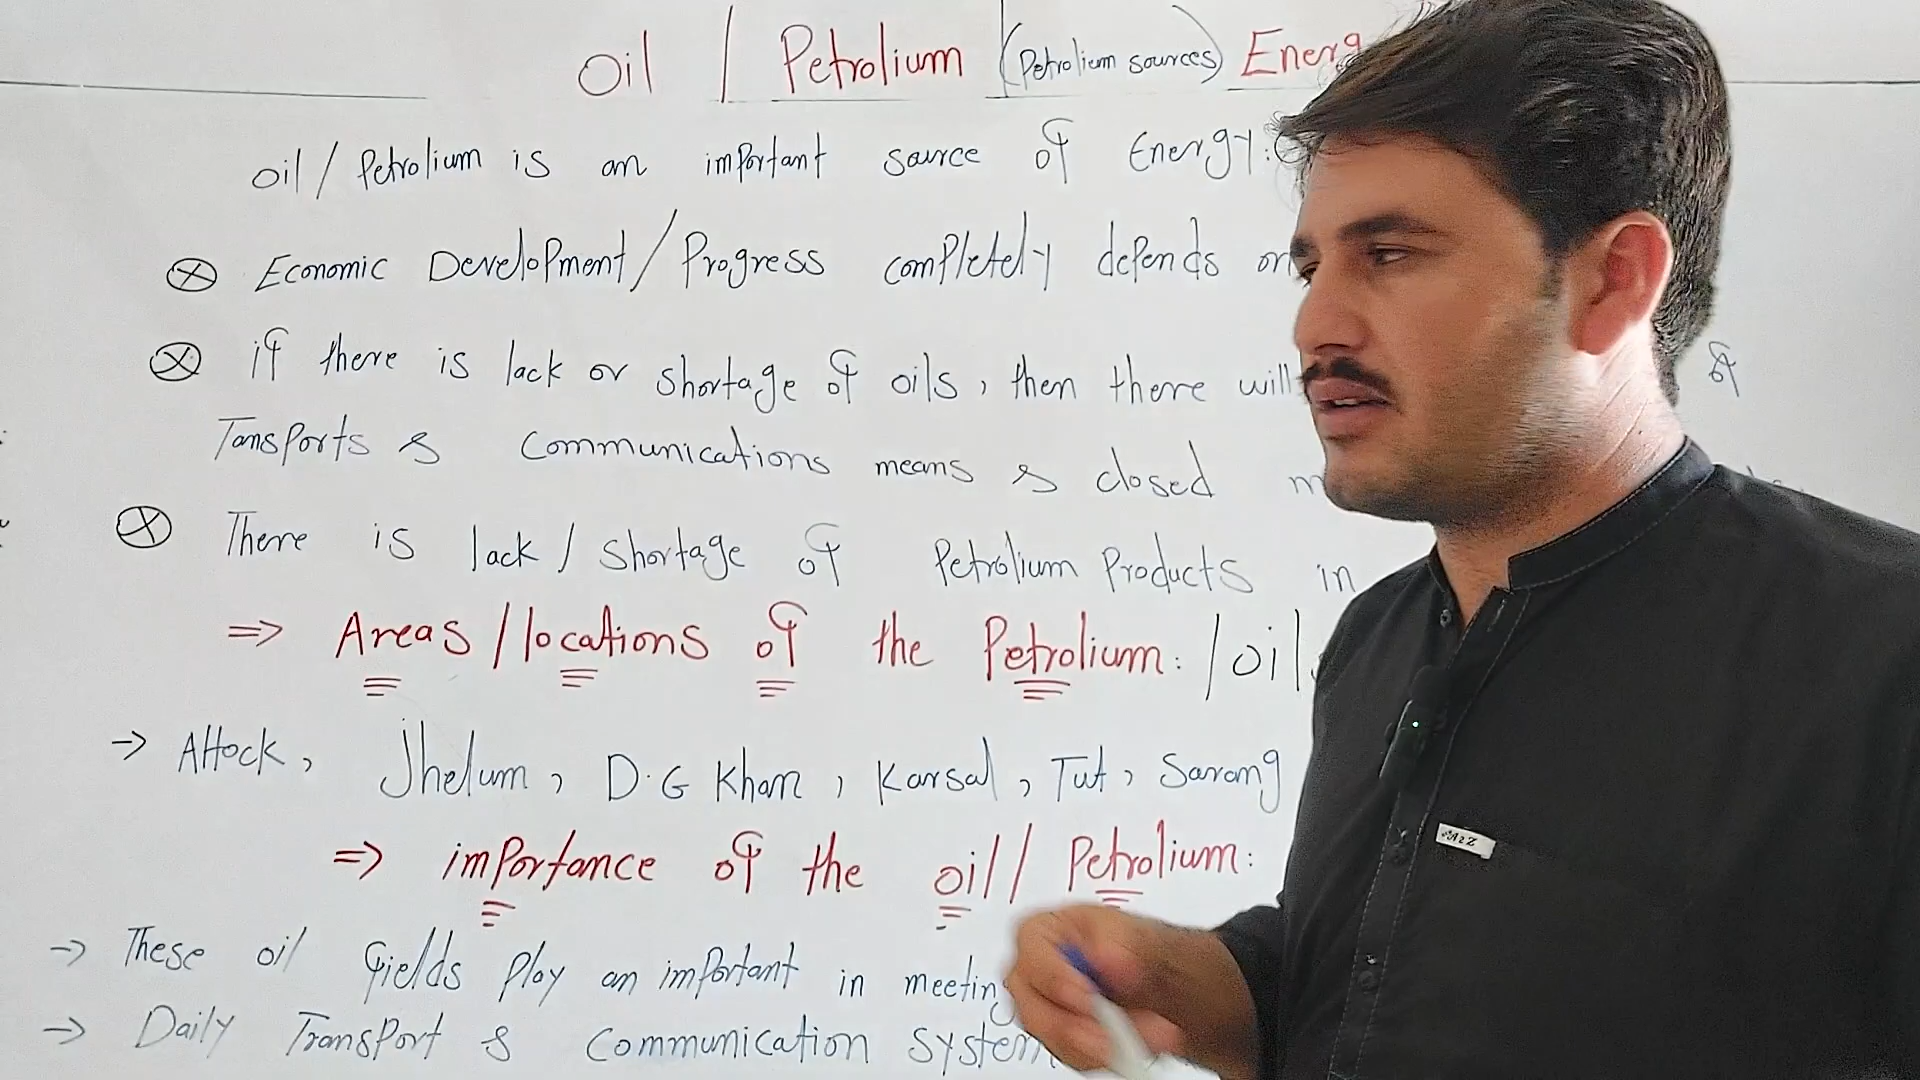 Oil / Petrolium (Petrolium sources) Energ
oil / Petrolium is an important source of Energy:
Economic Development / Progress completely depends on
if there is lack or shortage of oils, then there will of
Tansports & Communications means & closed
There is lack / shortage of Petrolium Products in
=> Areas / locations of the Petrolium: / oil
-> Attock, Jhelum, D.G Khan, Karsal, Tut, Sarang
=> importance of the oil / Petrolium:
-> These oil fields play an important in meeting
-> Daily Transport & Communication system